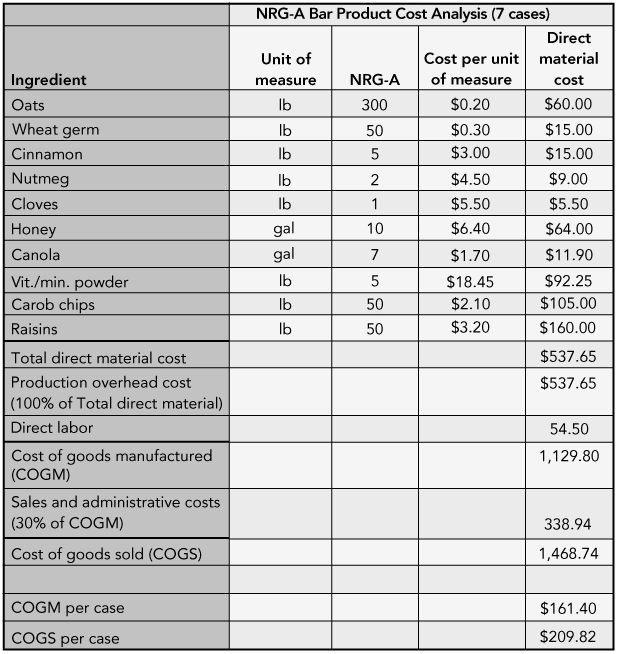 NRG-A Bar Product Cost Analysis (7 cases)
Ingredient Unit of measure NRG-A Cost per unit of measure Direct material cost
Oats lb 300 $0.20 $60.00
Wheat germ lb 50 $0.30 $15.00
Cinnamon lb 5 $3.00 $15.00
Nutmeg lb 2 $4.50 $9.00
Cloves lb 1 $5.50 $5.50
Honey gal 10 $6.40 $64.00
Canola gal 7 $1.70 $11.90
Vit./min. powder lb 5 $18.45 $92.25
Carob chips lb 50 $2.10 $105.00
Raisins lb 50 $3.20 $160.00
Total direct material cost $537.65
Production overhead cost $537.65
(100% of Total direct material)
Direct labor 54.50
Cost of goods manufactured 1,129.80
(COGM)
Sales and administrative costs
(30% of COGM) 338.94
Cost of goods sold (COGS) 1,468.74
COGM per case $161.40
COGS per case $209.82